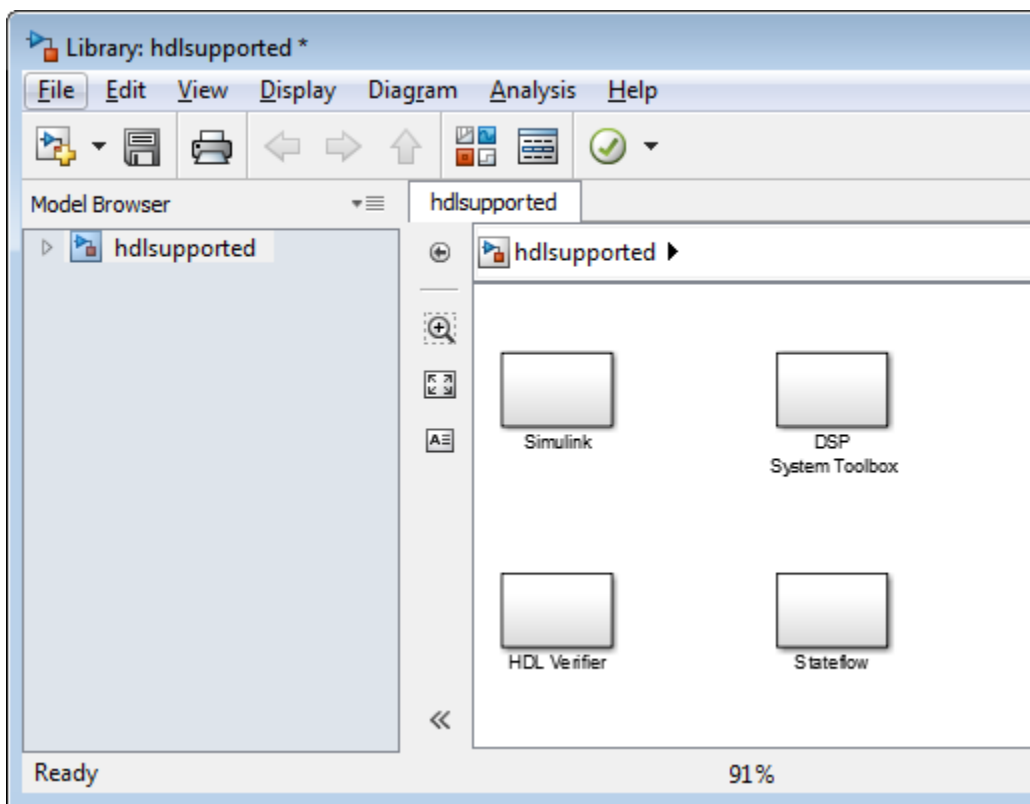 Library: hdlsupported *
File Edit View Display Diagram Analysis Help
Model Browser
hdlsupported
hdlsupported
hdlsupported
Simulink
DSP
System Toolbox
HDL Verifier
Stateflow
Ready
91%